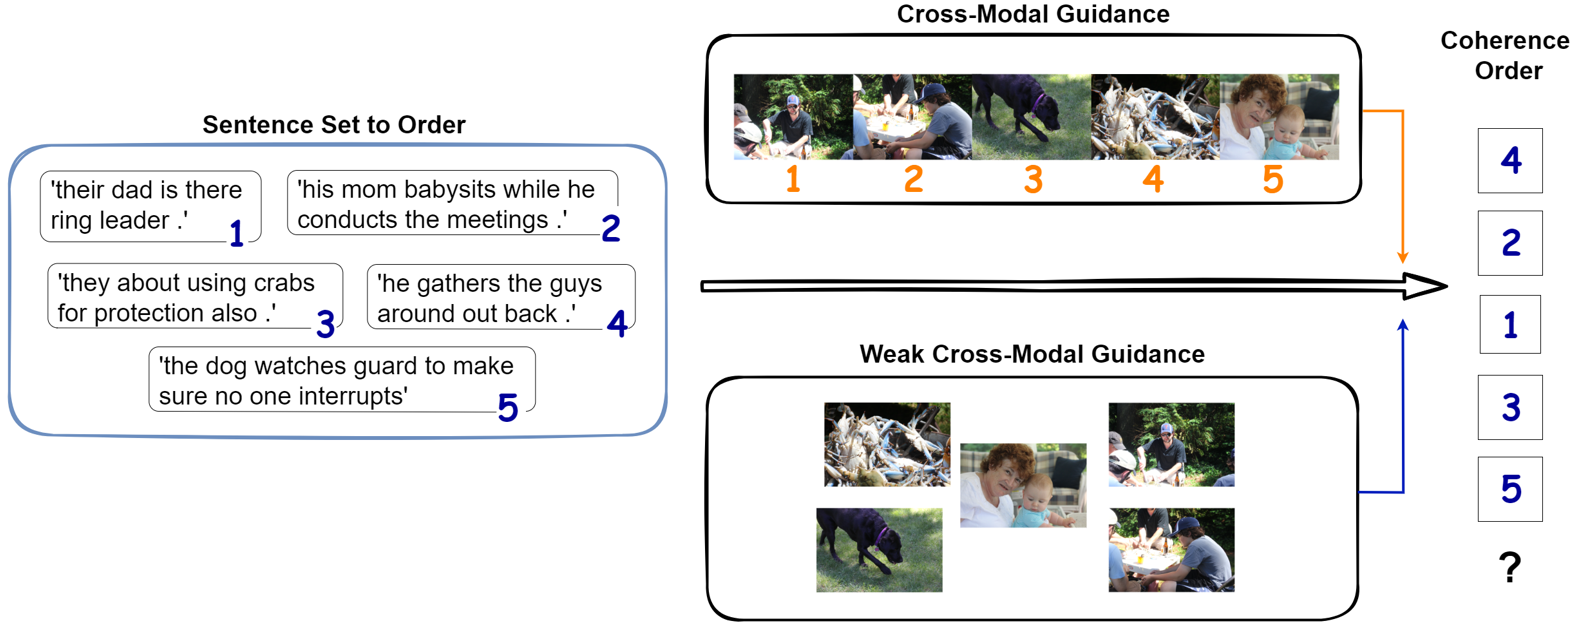 Sentence Set to Order
'their dad is there
ring leader .'
1
'his mom babysits while he
conducts the meetings .'
2
'they about using crabs
for protection also .'
3
'he gathers the guys
around out back .'
4
'the dog watches guard to make
sure no one interrupts'
5
Cross-Modal Guidance
1 2 3 4 5
Weak Cross-Modal Guidance
Coherence
Order
4
2
1
3
5
?